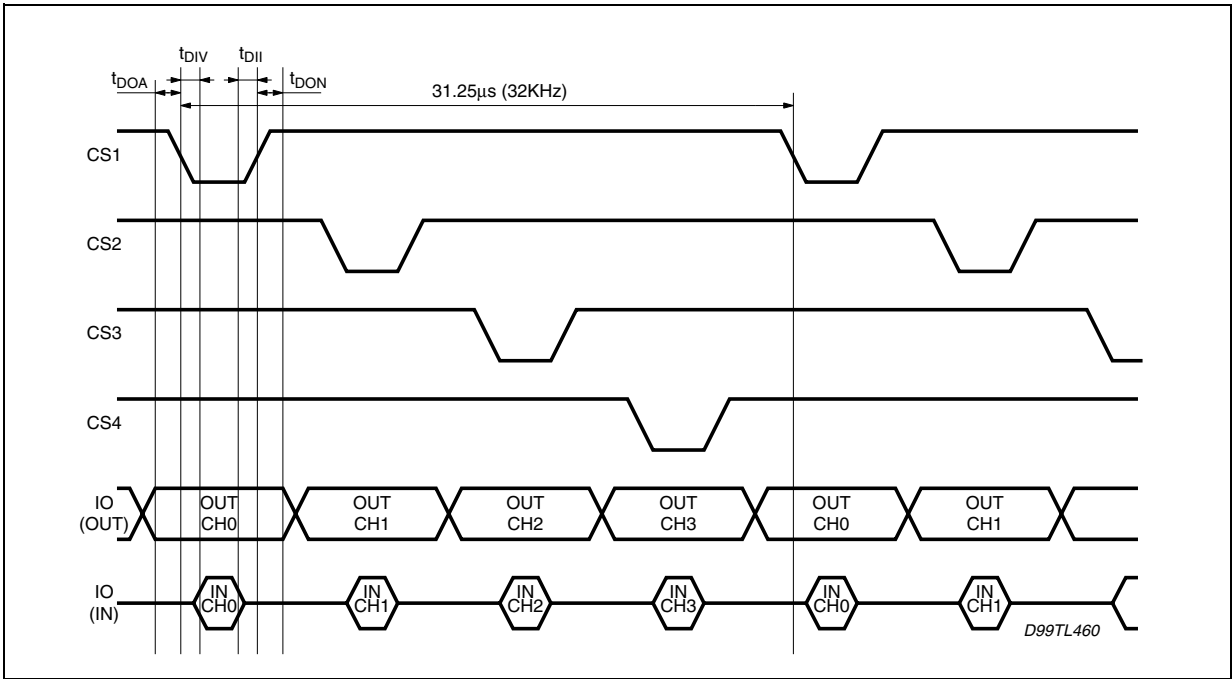 tDIV
tDII
tDOA
tDON
31.25µs (32KHz)
CS1
CS2
CS3
CS4
IO
(OUT)
OUT
CH0
OUT
CH1
OUT
CH2
OUT
CH3
OUT
CH0
OUT
CH1
IO
(IN)
IN
CH0
IN
CH1
IN
CH2
IN
CH3
IN
CH0
IN
CH1
D99TL460